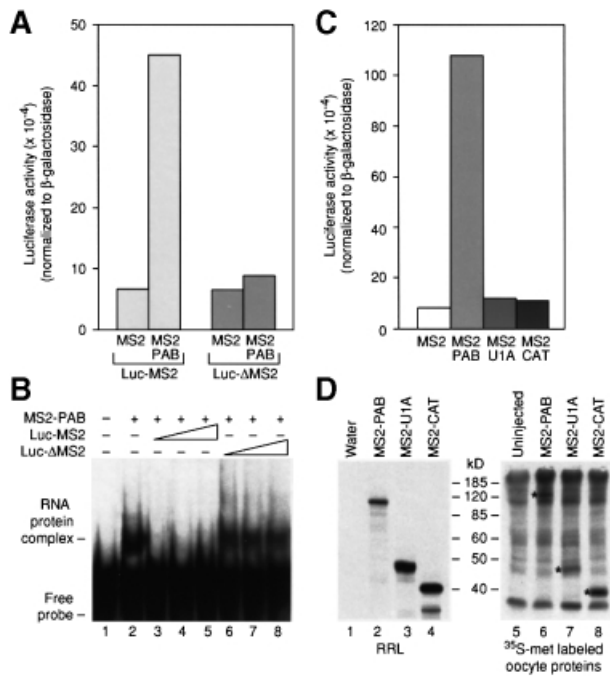 A
Luciferase activity (x 10⁻⁴)
(normalized to β-galactosidase)
50
40
30
20
10
0
MS2 MS2 PAB MS2 MS2 PAB
Luc-MS2 Luc-ΔMS2
C
Luciferase activity (x 10⁻⁴)
(normalized to β-galactosidase)
120
100
80
60
40
20
0
MS2 MS2 PAB MS2 U1A MS2 CAT
B
MS2-PAB – + + + + + + +
Luc-MS2 – – – – –
Luc-ΔMS2 – – – – –
RNA
protein
complex –
Free
probe –
1 2 3 4 5 6 7 8
D
Water MS2-PAB MS2-U1A MS2-CAT
kD
– 185 –
– 120 –
– 85 –
– 60 –
– 50 –
– 40 –
1 2 3 4
RRL
Uninjected MS2-PAB MS2-U1A MS2-CAT
*
*
*
5 6 7 8
³⁵S-met labeled
oocyte proteins